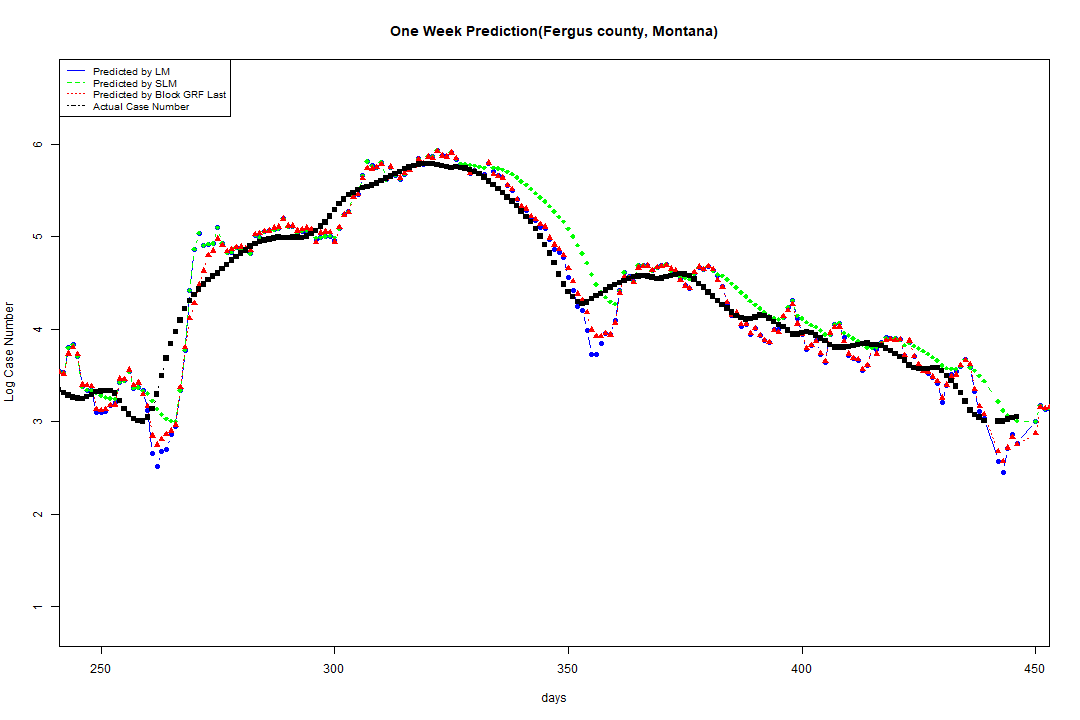 One Week Prediction(Fergus county, Montana)
Predicted by LM
Predicted by SLM
Predicted by Block GRF Last
Actual Case Number
Log Case Number
6
5
4
3
2
1
250 300 350 400 450
days